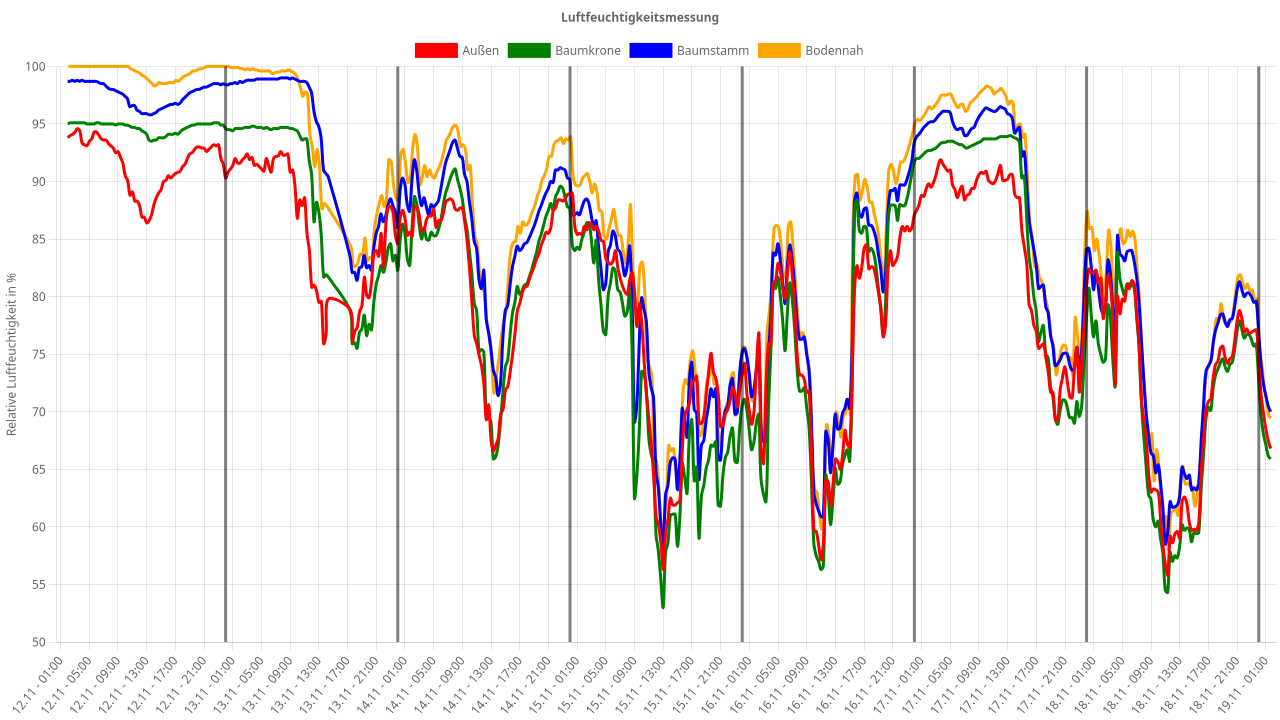 Luftfeuchtigkeitsmessung
Außen Baumkrone Baumstamm Bodennah
Relative Luftfeuchtigkeit in %
100
95
90
85
80
75
70
65
60
55
50
12.11 - 01:00
12.11 - 05:00
12.11 - 09:00
12.11 - 13:00
12.11 - 17:00
12.11 - 21:00
13.11 - 01:00
13.11 - 05:00
13.11 - 09:00
13.11 - 13:00
13.11 - 17:00
13.11 - 21:00
14.11 - 01:00
14.11 - 05:00
14.11 - 09:00
14.11 - 13:00
14.11 - 17:00
14.11 - 21:00
15.11 - 01:00
15.11 - 05:00
15.11 - 09:00
15.11 - 13:00
15.11 - 17:00
15.11 - 21:00
16.11 - 01:00
16.11 - 05:00
16.11 - 09:00
16.11 - 13:00
16.11 - 17:00
16.11 - 21:00
17.11 - 01:00
17.11 - 05:00
17.11 - 09:00
17.11 - 13:00
17.11 - 17:00
17.11 - 21:00
18.11 - 01:00
18.11 - 05:00
18.11 - 09:00
18.11 - 13:00
18.11 - 17:00
18.11 - 21:00
19.11 - 01:00